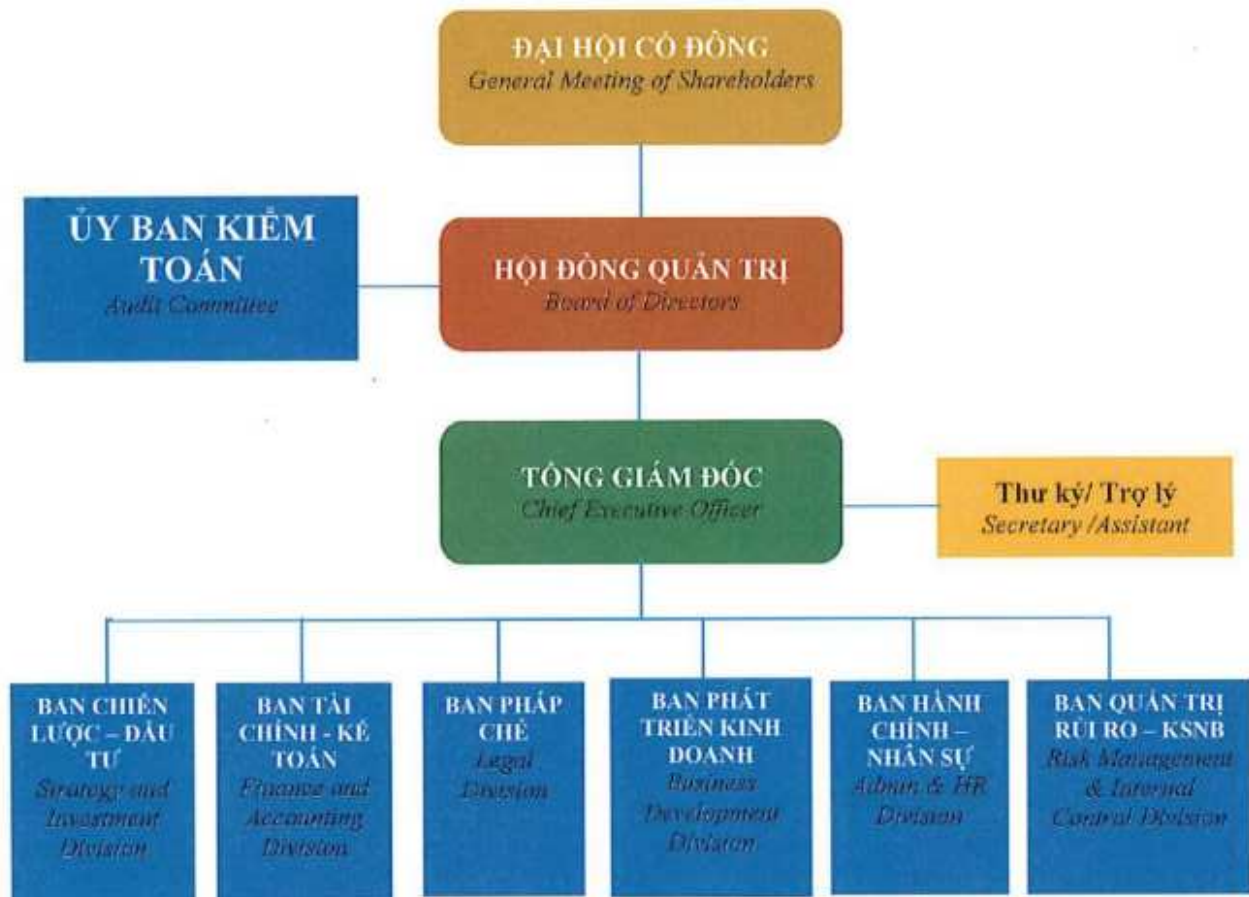 ĐẠI HỘI CỔ ĐÔNG
General Meeting of Shareholders
ỦY BAN KIỂM
TOÁN
Audit Committee
HỘI ĐỒNG QUẢN TRỊ
Board of Directors
TỔNG GIÁM ĐỐC
Chief Executive Officer
Thư ký/ Trợ lý
Secretary /Assistant
BAN CHIẾN
LƯỢC – ĐẦU
TƯ
Strategy and
Investment
Division
BAN TÀI
CHÍNH - KẾ
TOÁN
Finance and
Accounting
Division
BAN PHÁP
CHẾ
Legal
Division
BAN PHÁT
TRIỂN KINH
DOANH
Business
Development
Division
BAN HÀNH
CHÍNH –
NHÂN SỰ
Admin & HR
Division
BAN QUẢN TRỊ
RỦI RO – KSNB
Risk Management
& Internal
Control Division